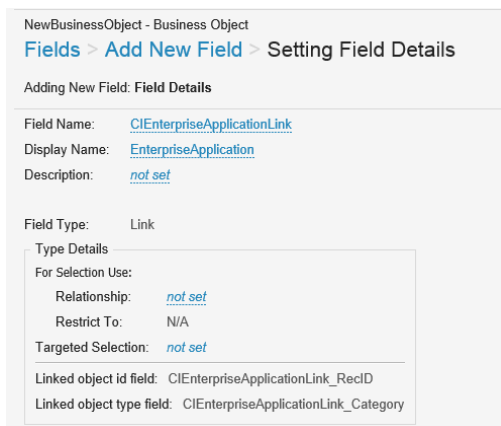 NewBusinessObject - Business Object
Fields > Add New Field > Setting Field Details
Adding New Field: Field Details
Field Name: CIEnterpriseApplicationLink
Display Name: EnterpriseApplication
Description: not set
Field Type: Link
Type Details
For Selection Use:
Relationship: not set
Restrict To: N/A
Targeted Selection: not set
Linked object id field: CIEnterpriseApplicationLink_RecID
Linked object type field: CIEnterpriseApplicationLink_Category